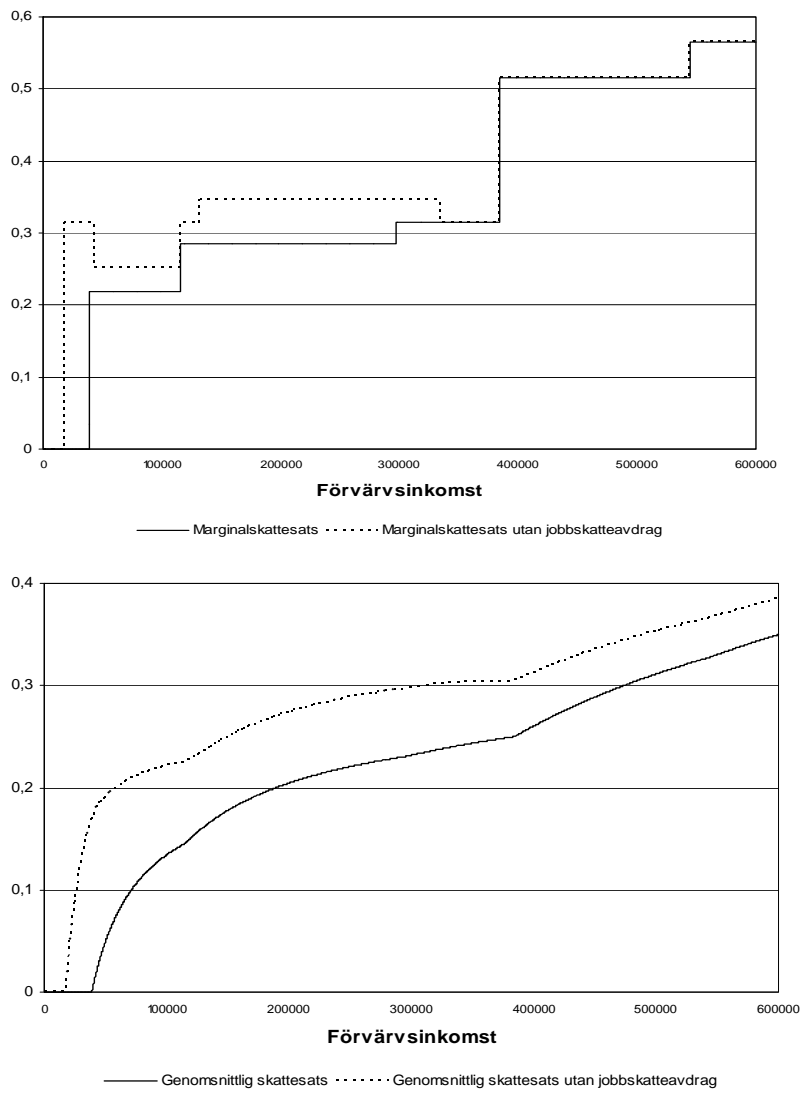 0,6
0,5
0,4
0,3
0,2
0,1
0
0 100000 200000 300000 400000 500000 600000
Förvärvsinkomst
Marginalskattesats Marginalskattesats utan jobbskatteavdrag
0,4
0,3
0,2
0,1
0
0 100000 200000 300000 400000 500000 600000
Förvärvsinkomst
Genomsnittlig skattesats Genomsnittlig skattesats utan jobbskatteavdrag